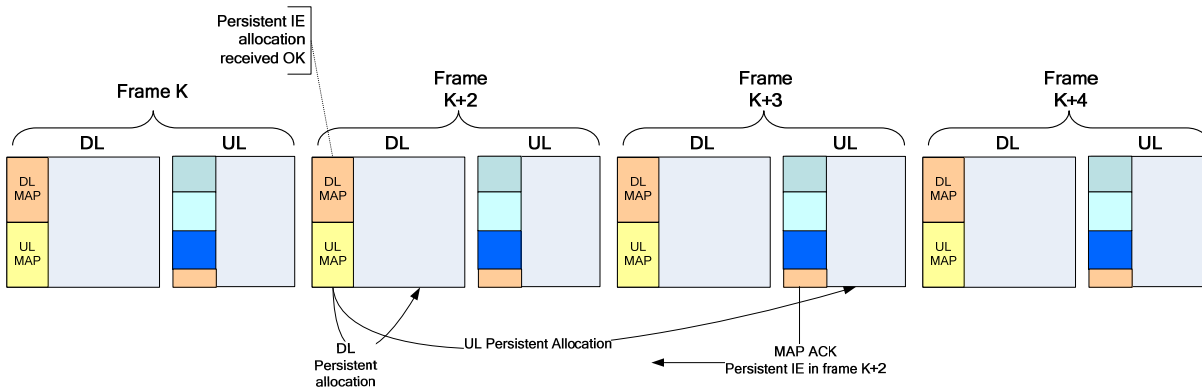 Persistent IE
allocation
received OK
Frame K
Frame
K+2
Frame
K+3
Frame
K+4
DL
UL
DL
UL
DL
UL
DL
UL
DL
MAP
UL
MAP
DL
MAP
UL
MAP
DL
MAP
UL
MAP
DL
MAP
UL
MAP
DL
Persistent
allocation
UL Persistent Allocation
MAP ACK
Persistent IE in frame K+2